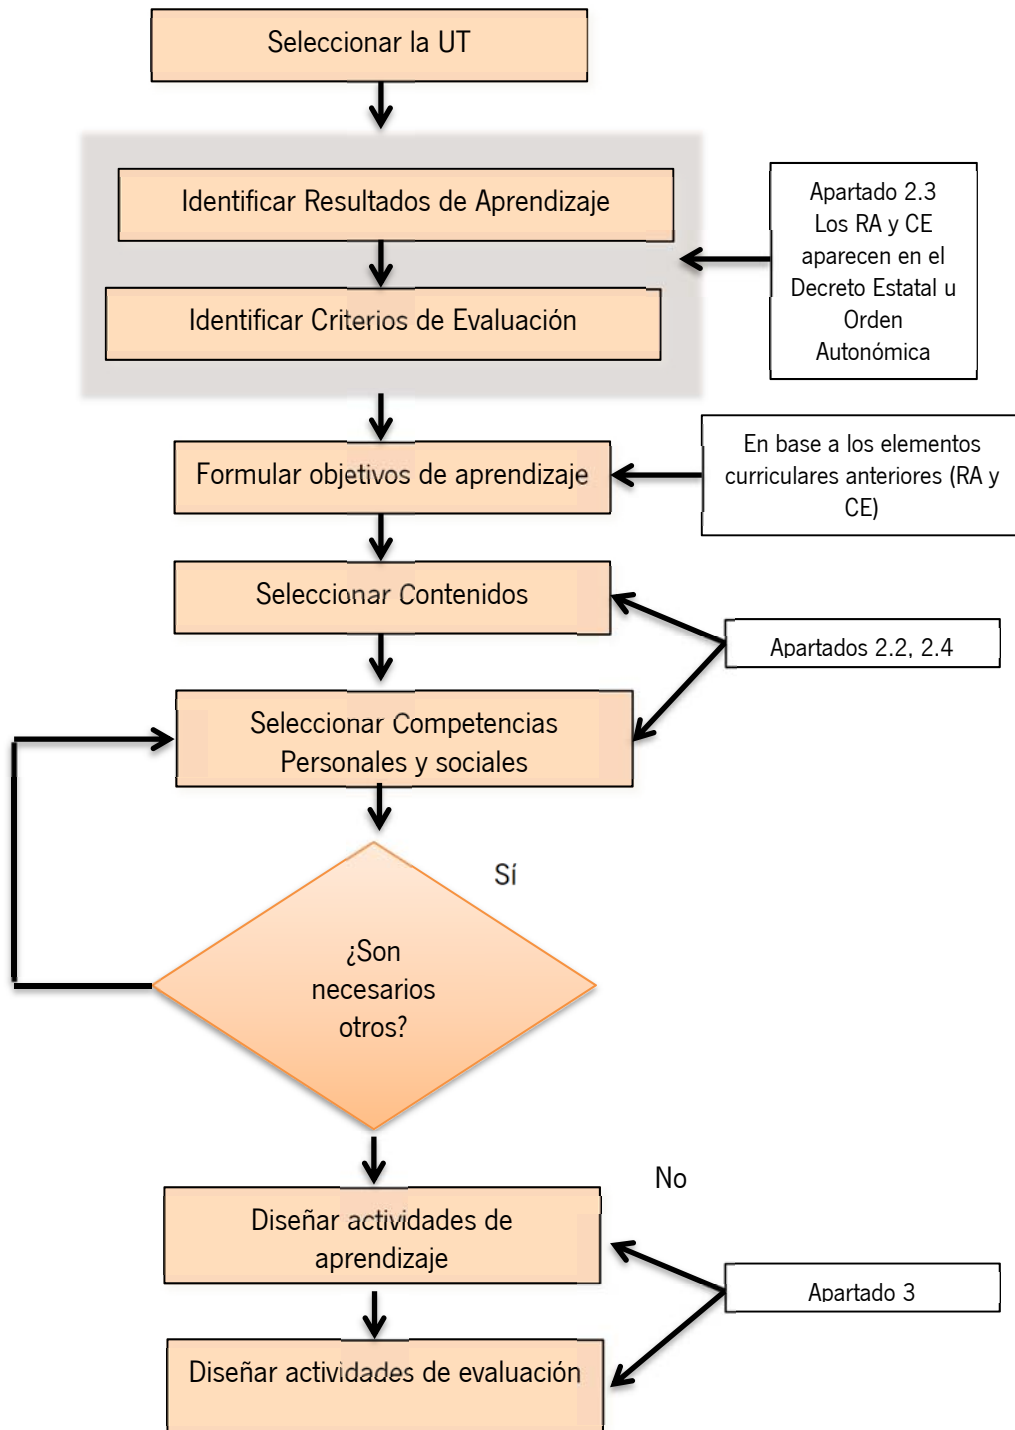 Seleccionar la UT
Identificar Resultados de Aprendizaje
Identificar Criterios de Evaluación
Apartado 2.3
Los RA y CE
aparecen en el
Decreto Estatal u
Orden
Autonómica
Formular objetivos de aprendizaje
En base a los elementos
curriculares anteriores (RA y
CE)
Seleccionar Contenidos
Apartados 2.2, 2.4
Seleccionar Competencias
Personales y sociales
Sí
¿Son
necesarios
otros?
No
Diseñar actividades de
aprendizaje
Apartado 3
Diseñar actividades de evaluación